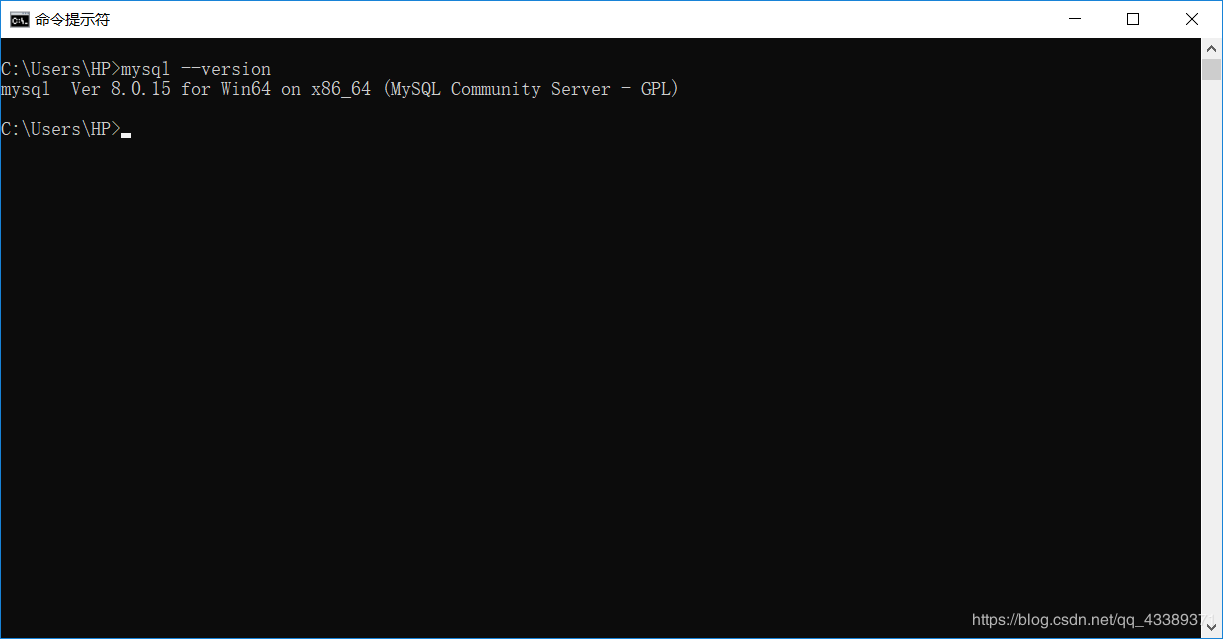 命令提示符
C:\Users\HP>mysql --version
mysql  Ver 8.0.15 for Win64 on x86_64 (MySQL Community Server - GPL)
C:\Users\HP>
https://blog.csdn.net/qq_4338937